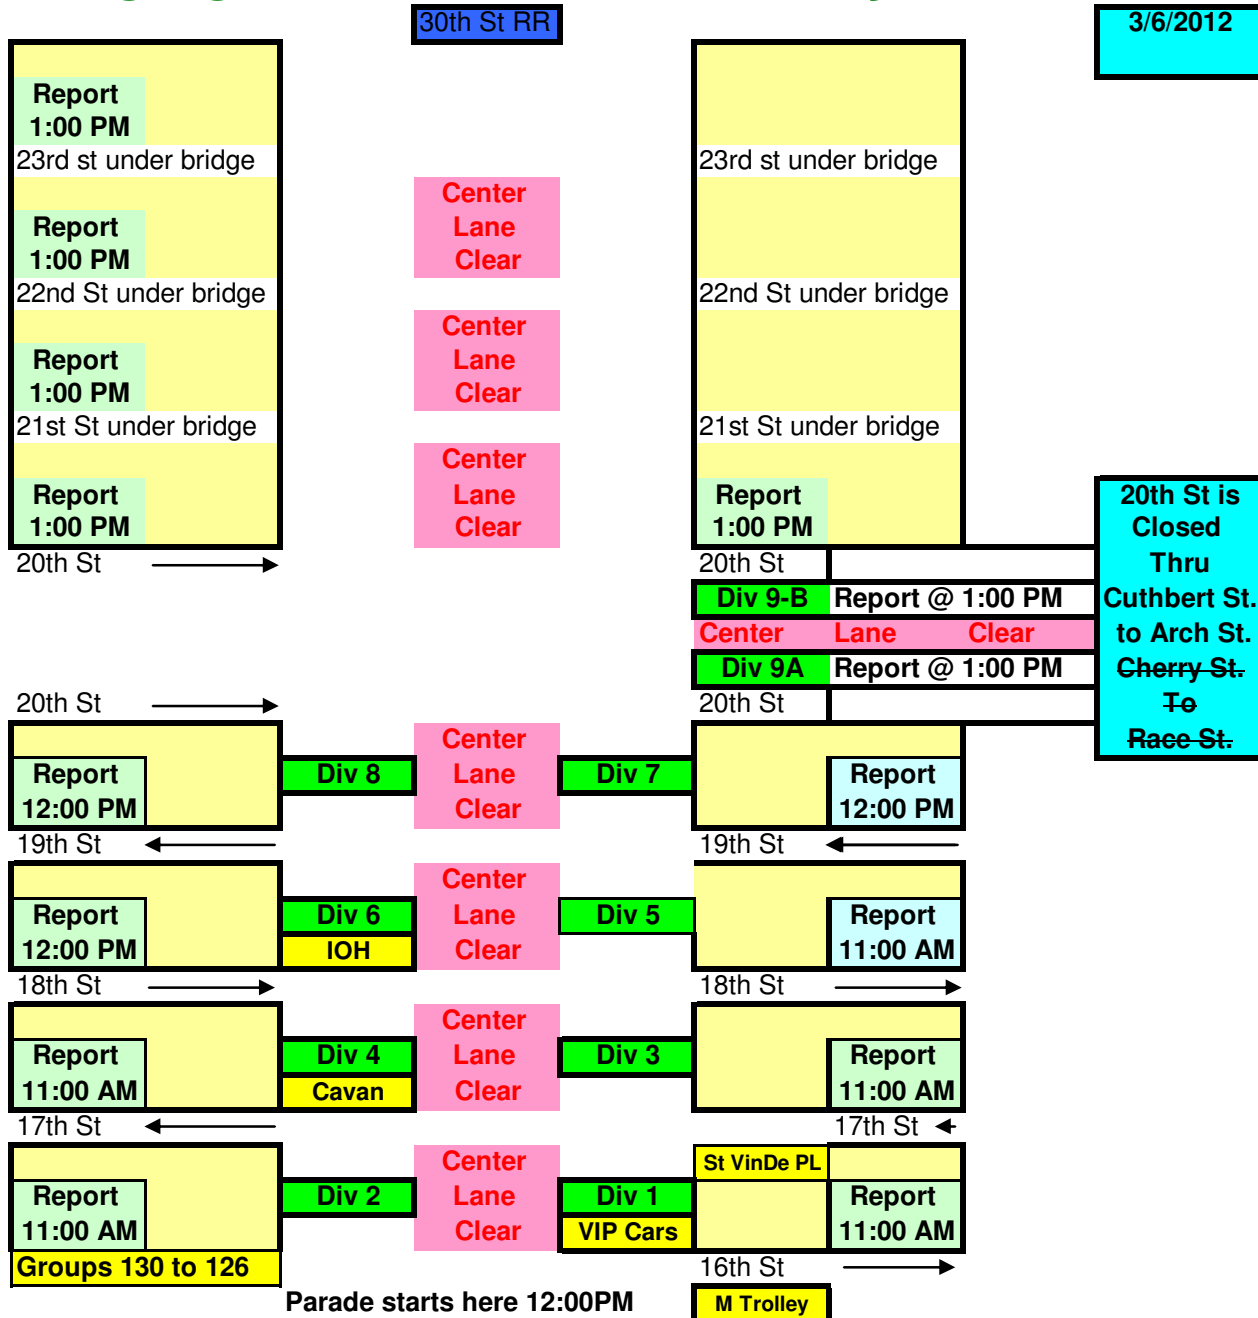 30th St RR
3/6/2012
Report
1:00 PM
23rd st under bridge
23rd st under bridge
Center
Lane
Clear
Report
1:00 PM
22nd St under bridge
22nd St under bridge
Center
Lane
Clear
Report
1:00 PM
21st St under bridge
21st St under bridge
Center
Lane
Clear
Report
1:00 PM
Report
1:00 PM
20th St is
Closed
Thru
Cuthbert St.
to Arch St.
Cherry St.
To
Race St.
20th St
20th St
Div 9-B Report @ 1:00 PM
Center Lane Clear
Div 9A Report @ 1:00 PM
20th St
20th St
Report
12:00 PM
Div 8
Center
Lane
Clear
Div 7
Report
12:00 PM
19th St
19th St
Report
12:00 PM
Div 6
IOH
Center
Lane
Clear
Div 5
Report
11:00 AM
18th St
18th St
Report
11:00 AM
Div 4
Cavan
Center
Lane
Clear
Div 3
Report
11:00 AM
17th St
17th St
Report
11:00 AM
Div 2
Center
Lane
Clear
Div 1
VIP Cars
St VinDe PL
Report
11:00 AM
Groups 130 to 126
16th St
Parade starts here 12:00PM
M Trolley